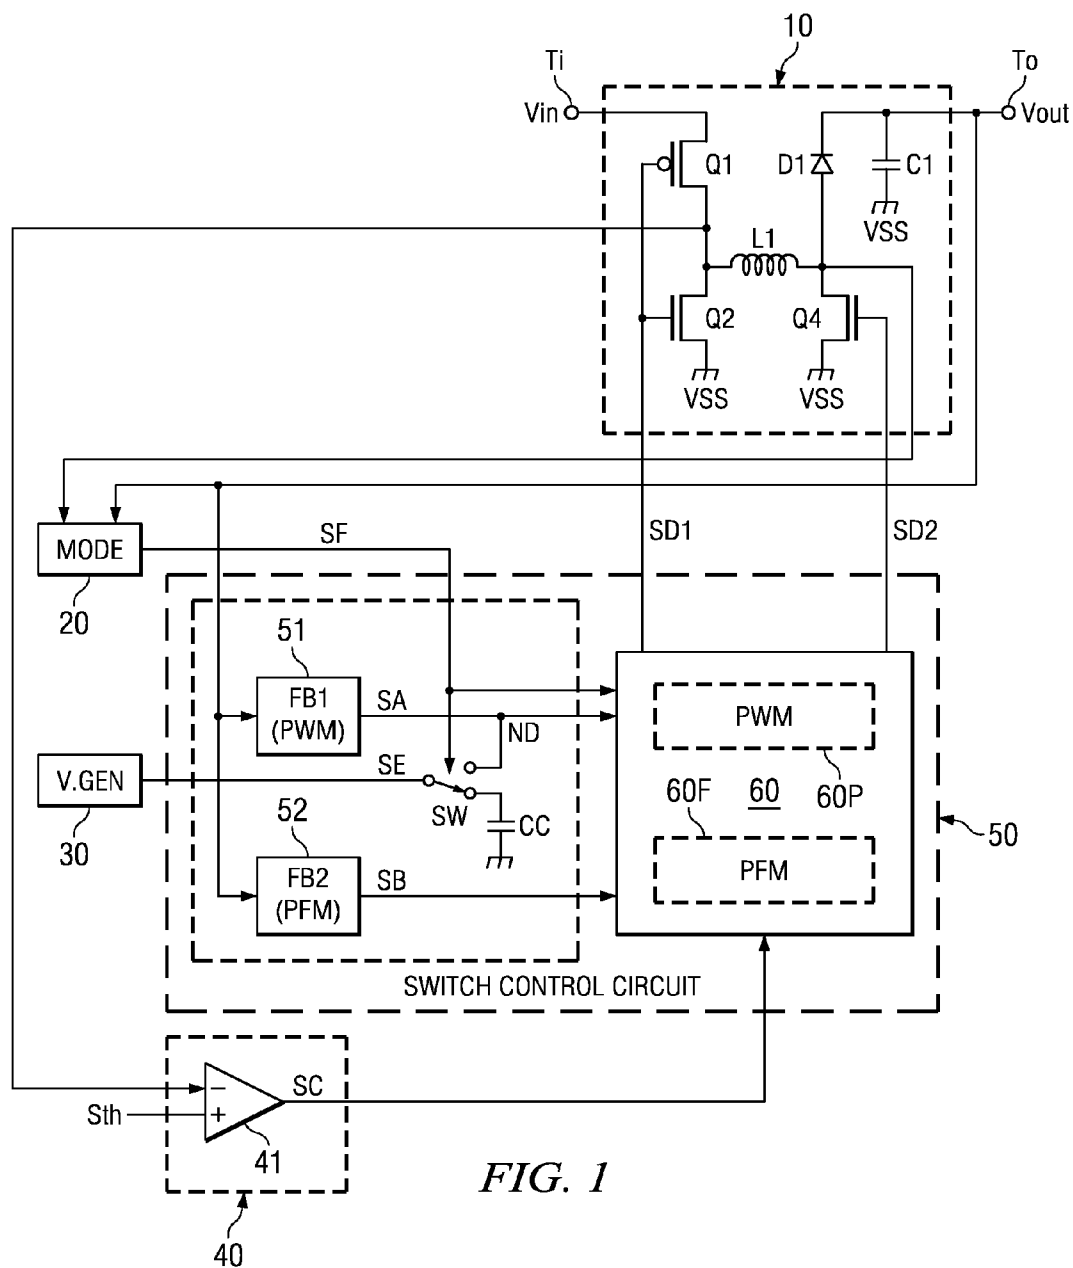 10
Ti
To
Vin
Vout
Q1
D1
C1
VSS
L1
Q2
Q4
VSS
VSS
SD1
SD2
MODE
SF
20
51
FB1
(PWM)
SA
ND
PWM
V.GEN
SE
SW
CC
60F
60
60P
30
52
50
FB2
(PFM)
SB
PFM
SWITCH CONTROL CIRCUIT
−
SC
Sth
+
41
FIG. 1
40